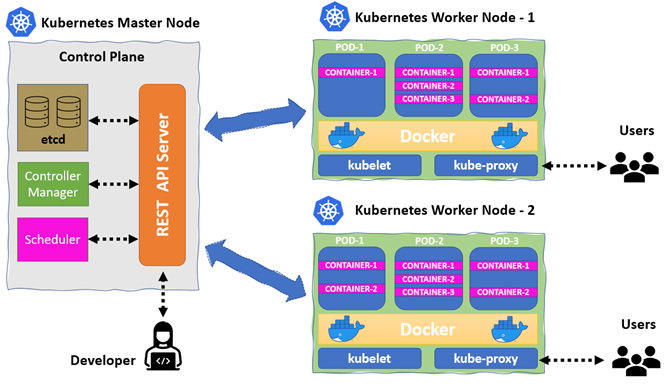 Kubernetes Master Node
Control Plane
etcd
Controller
Manager
Scheduler
REST API Server
Developer
Kubernetes Worker Node - 1
POD-1 POD-2 POD-3
CONTAINER-1 CONTAINER-1 CONTAINER-1
CONTAINER-2
CONTAINER-3 CONTAINER-2
Docker
kubelet kube-proxy
Users
Kubernetes Worker Node - 2
POD-1 POD-2 POD-3
CONTAINER-1 CONTAINER-1 CONTAINER-1
CONTAINER-2
CONTAINER-2 CONTAINER-3 CONTAINER-2
Docker
kubelet kube-proxy
Users